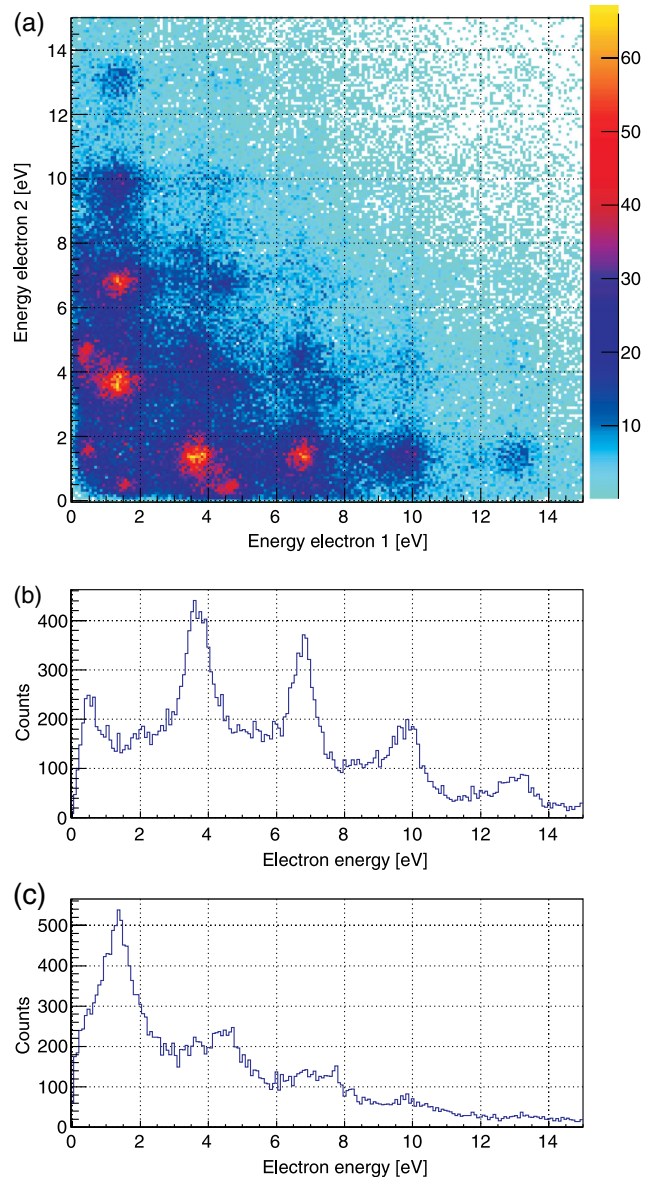 (a)
14
12
10
8
6
4
2
0
Energy electron 2 [eV]
0 2 4 6 8 10 12 14
Energy electron 1 [eV]
60
50
40
30
20
10
(b)
400
300
200
100
0
Counts
0 2 4 6 8 10 12 14
Electron energy [eV]
(c)
500
400
300
200
100
0
Counts
0 2 4 6 8 10 12 14
Electron energy [eV]